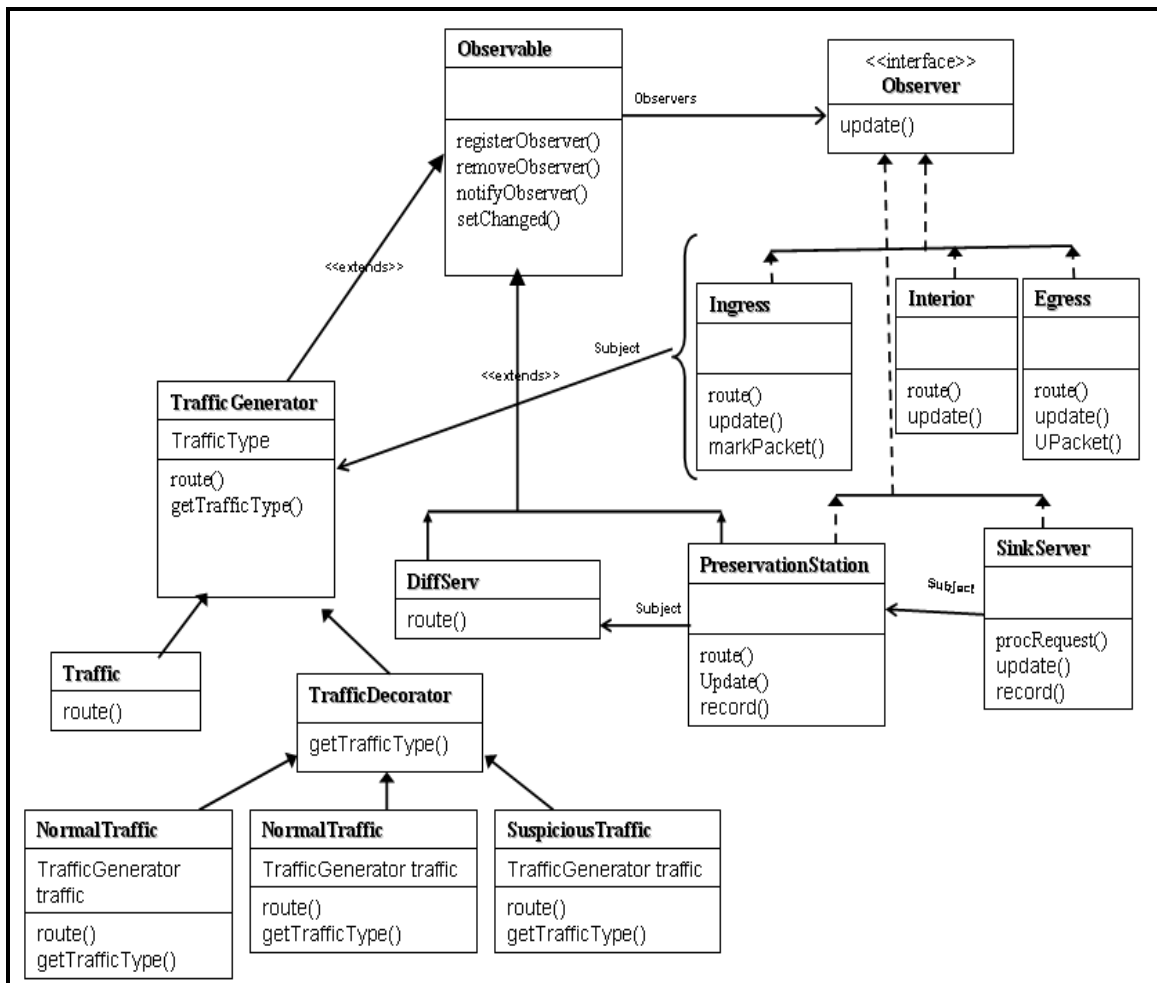 Observable
registerObserver()
removeObserver()
notifyObserver()
setChanged()
Observers
<<interface>>
Observer
update()
<<extends>>
<<extends>>
Subject
Ingress
route()
update()
markPacket()
Interior
route()
update()
Egress
route()
update()
UPacket()
TrafficGenerator
TrafficType
route()
getTrafficType()
DiffServ
route()
Subject
PreservationStation
route()
Update()
record()
Subject
SinkServer
procRequest()
update()
record()
Traffic
route()
TrafficDecorator
getTrafficType()
NormalTraffic
TrafficGenerator
traffic
route()
getTrafficType()
NormalTraffic
TrafficGenerator traffic
route()
getTrafficType()
SuspiciousTraffic
TrafficGenerator traffic
route()
getTrafficType()